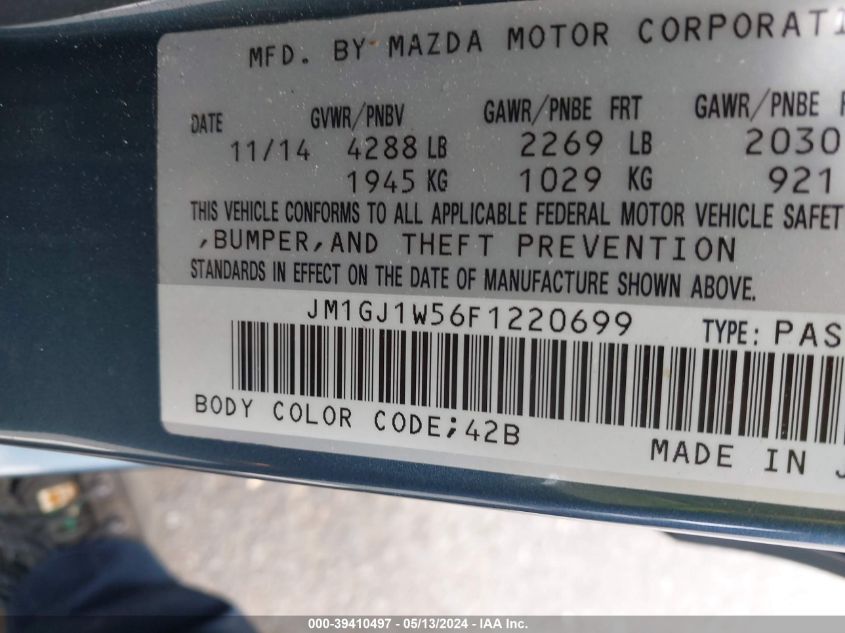 MFD. BY MAZDA MOTOR
DATE GVWR/PNBV GAWR/PNBE FRT GAWR/PNBE
11/14 4288 LB 2269 LB 2030
1945 KG 1029 KG 921
THIS VEHICLE CONFORMS TO ALL APPLICABLE FEDERAL MOTOR VEHICLE
,BUMPER,AND THEFT PREVENTION
STANDARDS IN EFFECT ON THE DATE OF MANUFACTURE SHOWN ABOVE.
JM1GJ1W56F1220699 TYPE: PAS
BODY COLOR CODE;42B
MADE IN
000-39410497 - 05/13/2024 - IAA Inc.